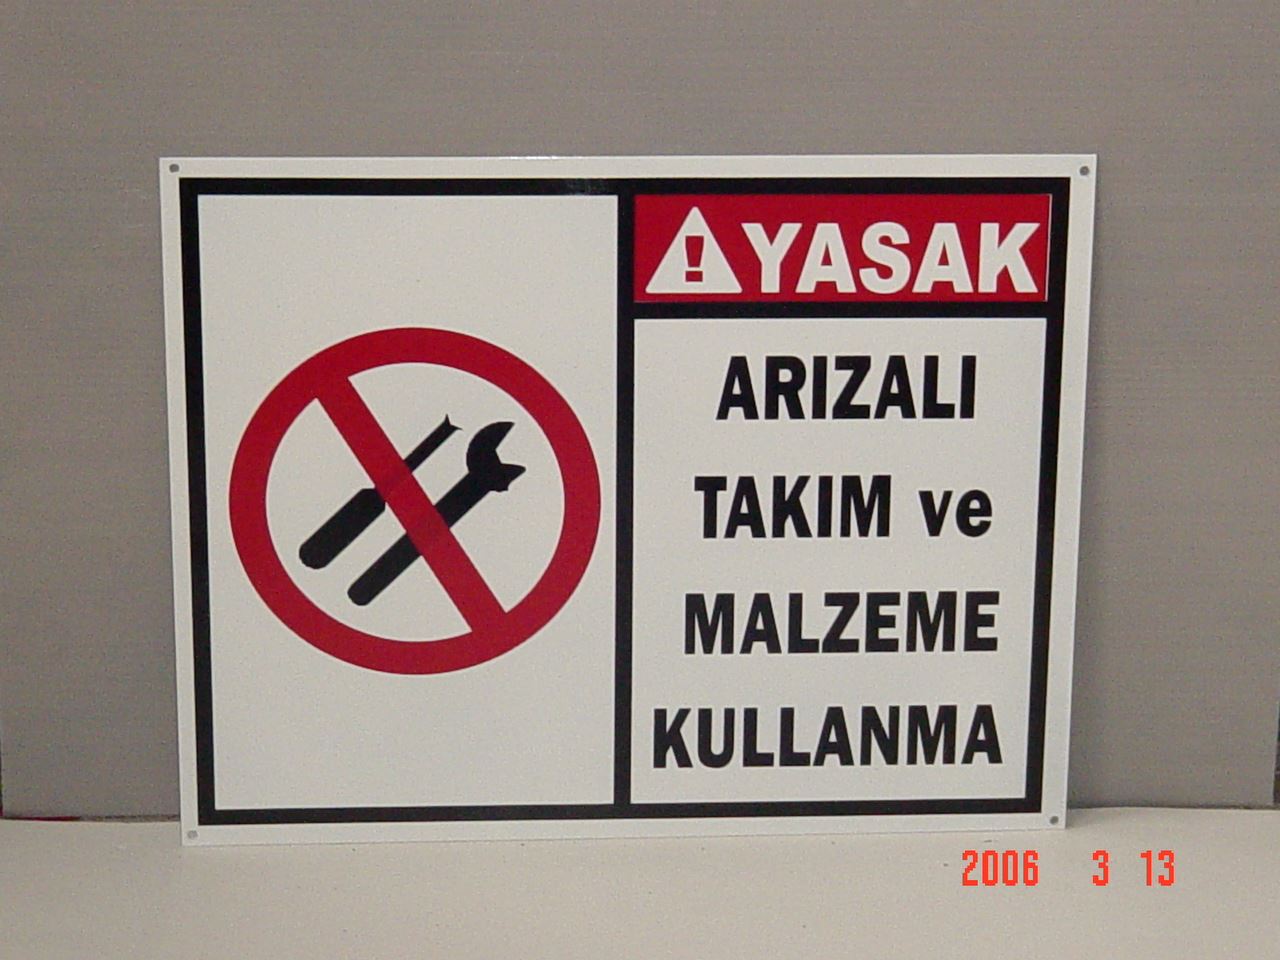 YASAK
ARIZALI
TAKIM ve
MALZEME
KULLANMA
2006 3 13